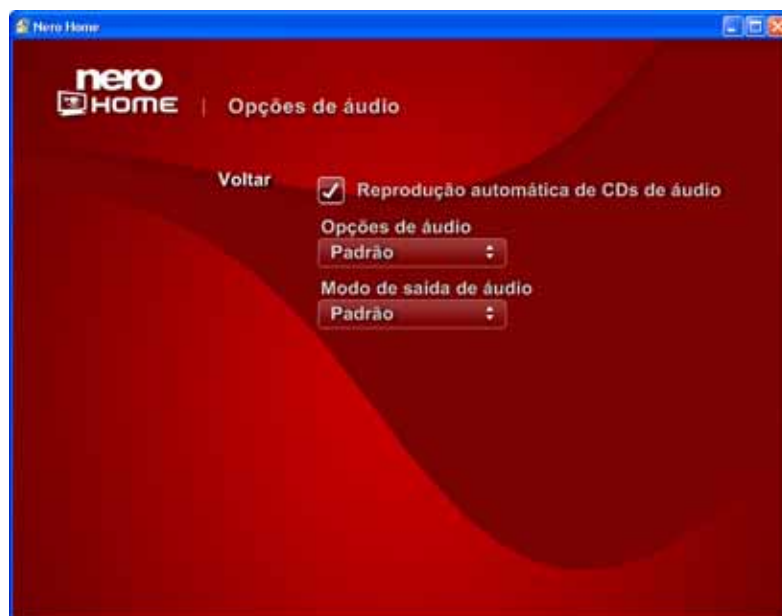 Nero Home
nero
HOME | Opções de áudio
Voltar
Reprodução automática de CDs de áudio
Opções de áudio
Padrão
Modo de saída de áudio
Padrão